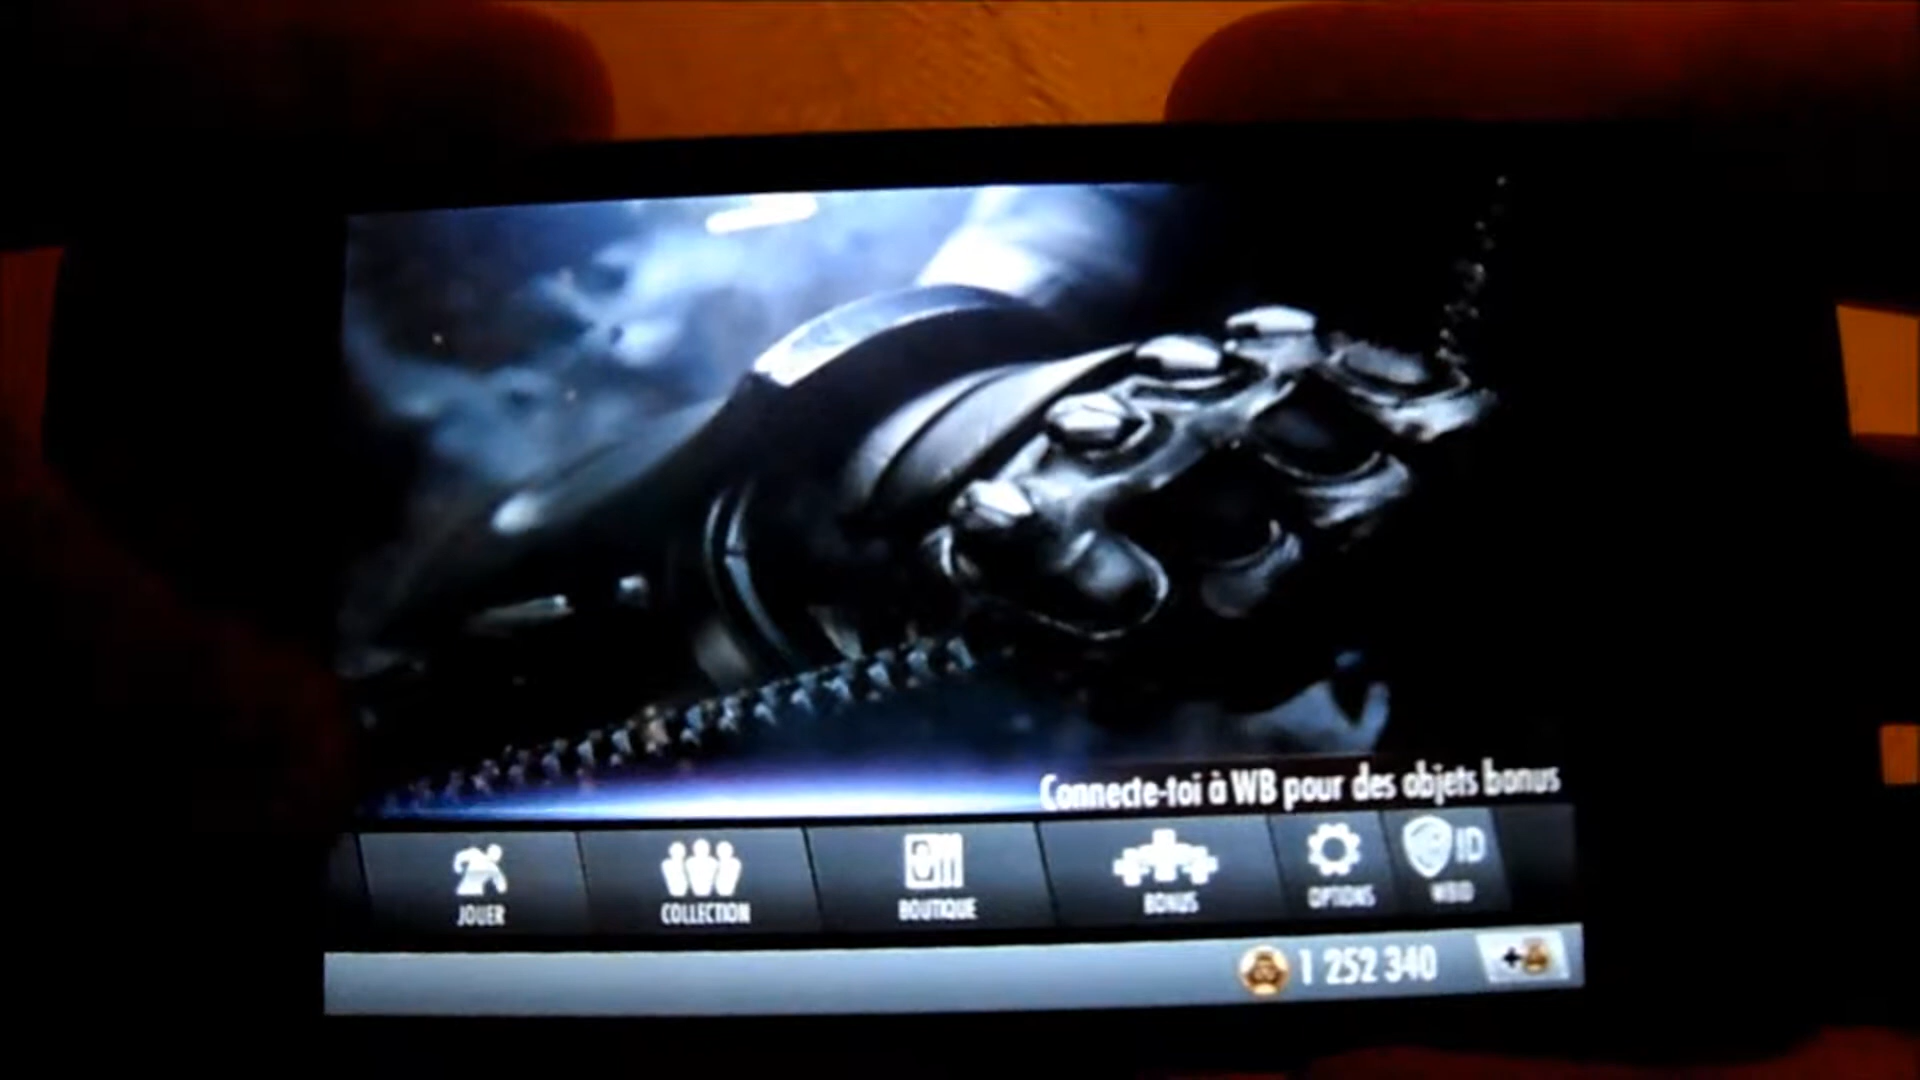 Connecte-toi à WB pour des objets bonus
JOUER
COLLECTION
BOUTIQUE
BONUS
OPTIONS
ID
WBID
1 252 340
+